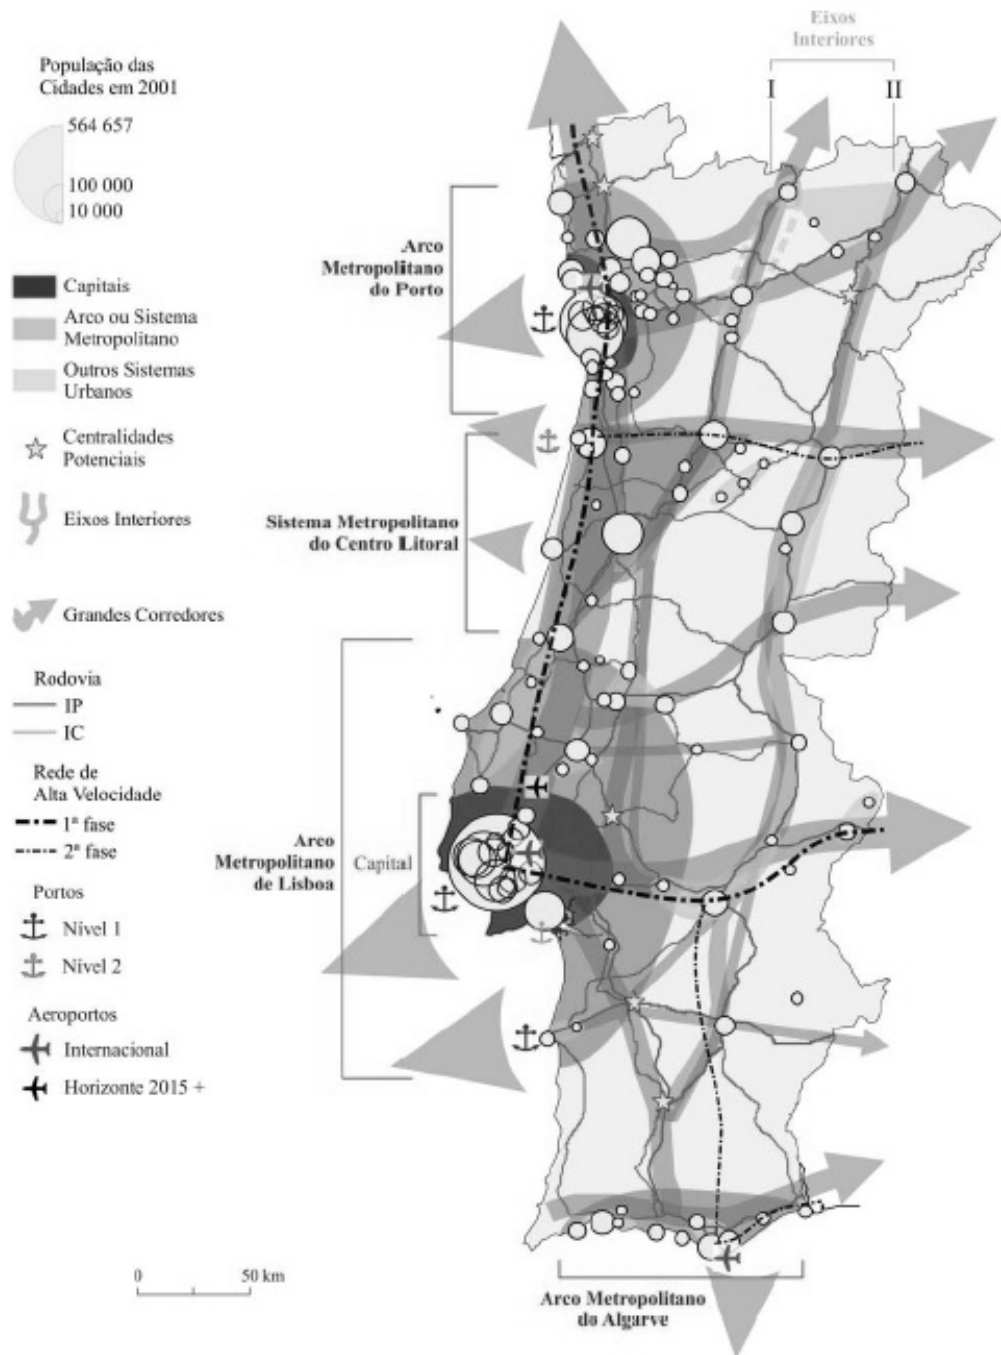 População das
Cidades em 2001
564 657
100 000
10 000
Capitais
Arco ou Sistema
Metropolitano
Outros Sistemas
Urbanos
Centralidades
Potenciais
Eixos Interiores
Grandes Corredores
Rodovia
IP
IC
Rede de
Alta Velocidade
1ª fase
2ª fase
Portos
Nível 1
Nível 2
Aeroportos
Internacional
Horizonte 2015 +
0
50 km
Eixos
Interiores
I
II
Arco
Metropolitano
do Porto
Sistema Metropolitano
do Centro Litoral
Arco
Metropolitano
de Lisboa
Capital
Arco Metropolitano
do Algarve